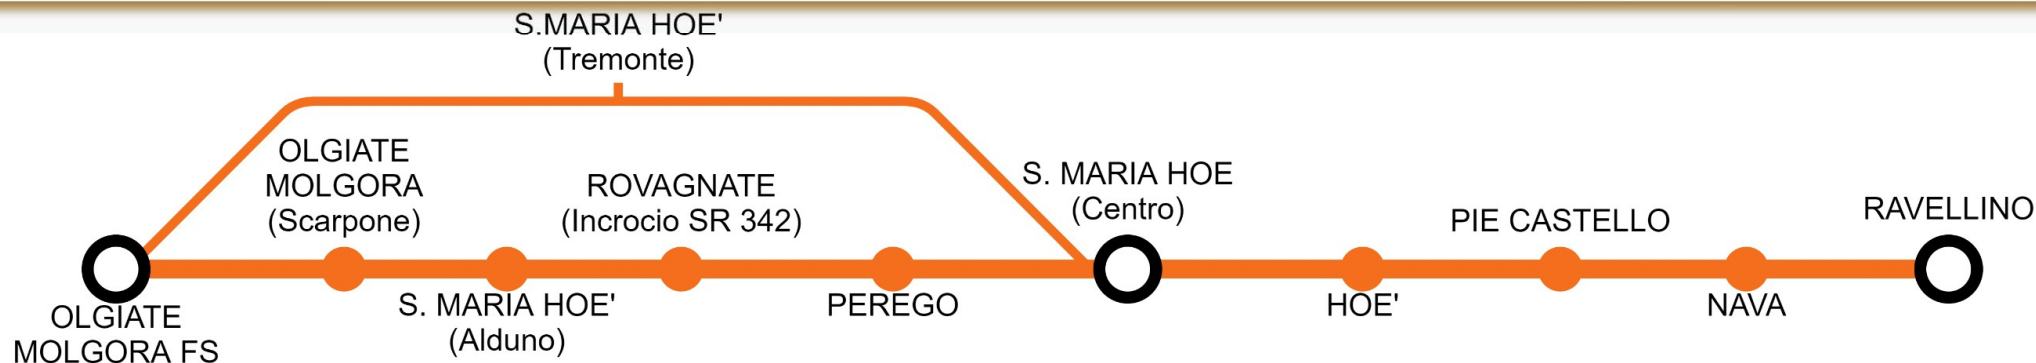 S.MARIA HOE'
(Tremonte)
OLGIATE
MOLGORA
(Scarpone)
ROVAGNATE
(Incrocio SR 342)
S. MARIA HOE
(Centro)
PIE CASTELLO
RAVELLINO
OLGIATE
MOLGORA FS
S. MARIA HOE'
(Alduno)
PEREGO
HOE'
NAVA